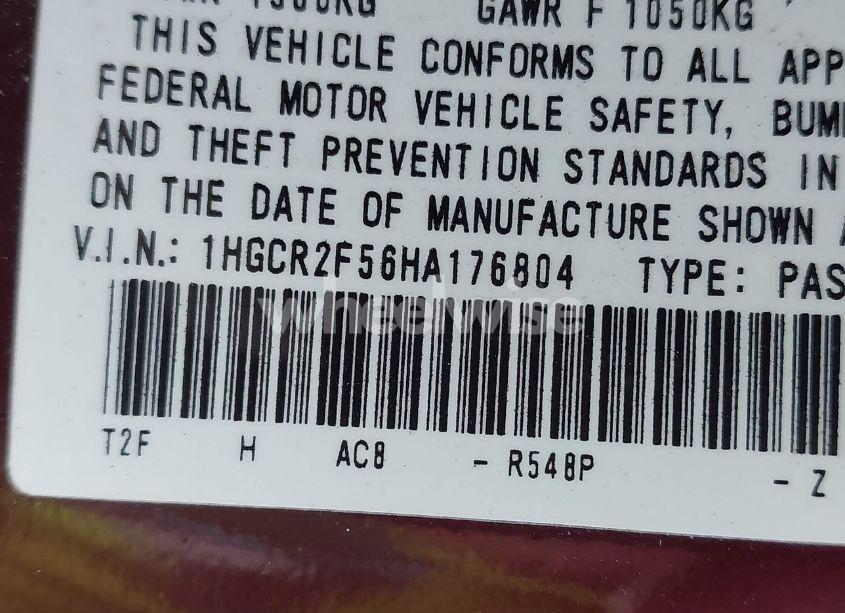 GAWR F 1050KG
THIS VEHICLE CONFORMS TO ALL APP
FEDERAL MOTOR VEHICLE SAFETY, BUM
AND THEFT PREVENTION STANDARDS IN
ON THE DATE OF MANUFACTURE SHOWN
V.I.N.: 1HGCR2F56HA176804 TYPE: PAS
wheelwise
T2F H AC8 - R548P - Z